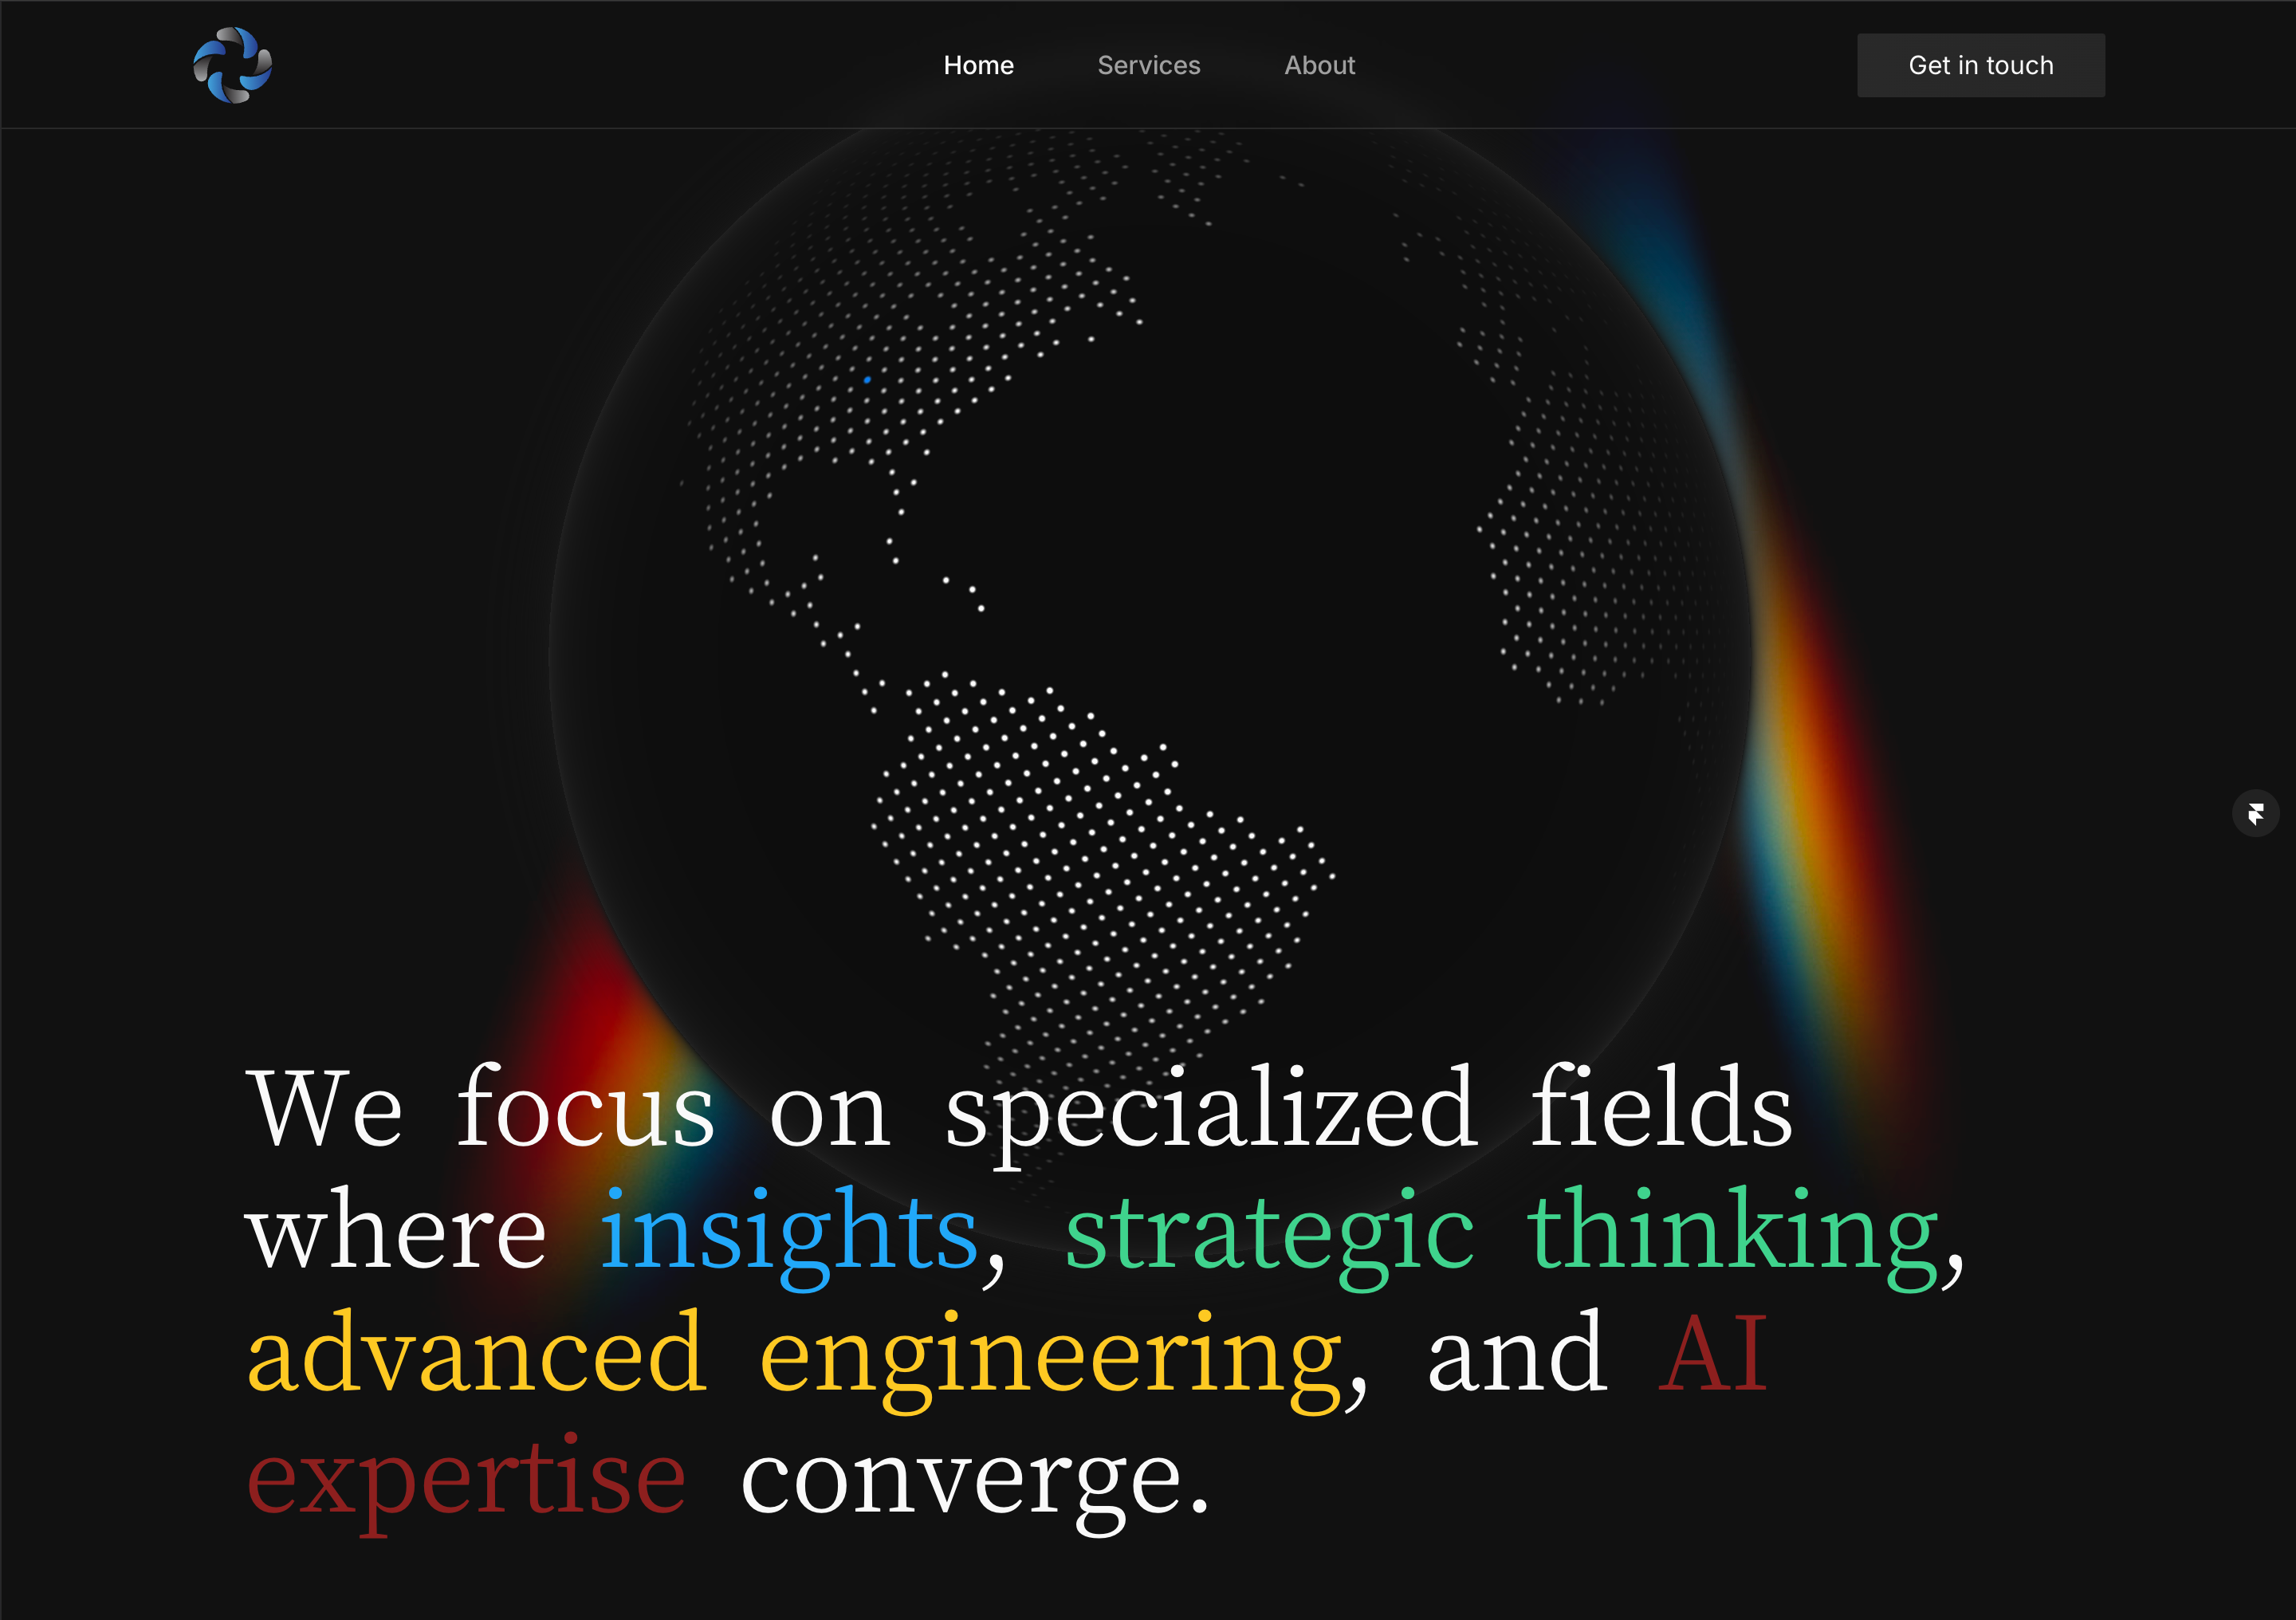 Home Services About Get in touch
We focus on specialized fields
where insights, strategic thinking,
advanced engineering, and AI
expertise converge.